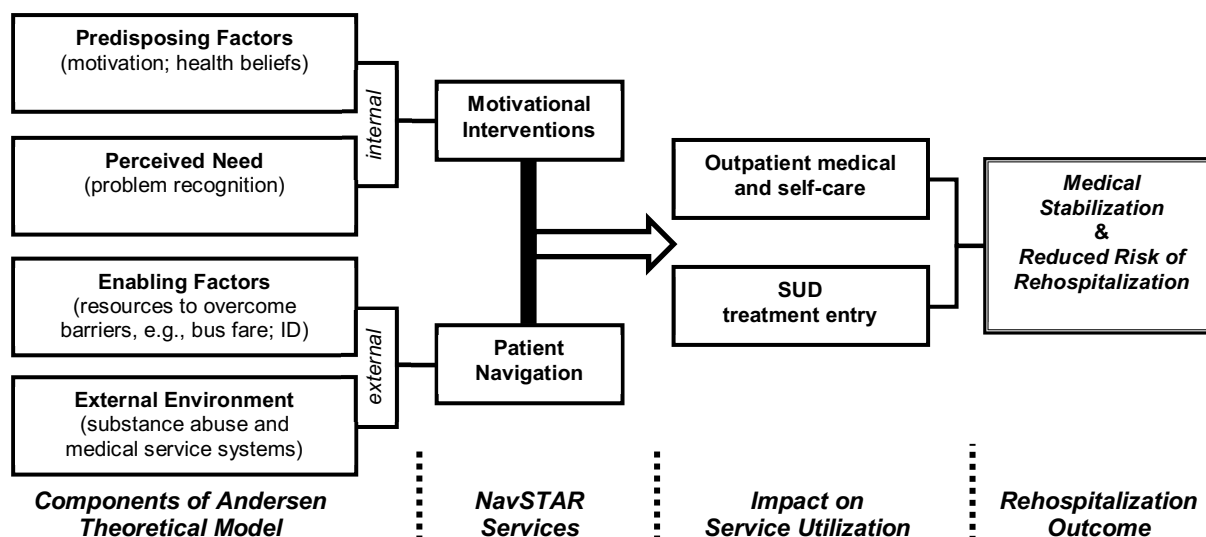 Predisposing Factors
(motivation; health beliefs)
Perceived Need
(problem recognition)
internal
Enabling Factors
(resources to overcome
barriers, e.g., bus fare; ID)
External Environment
(substance abuse and
medical service systems)
external
Motivational
Interventions
Patient
Navigation
Outpatient medical
and self-care
SUD
treatment entry
Medical
Stabilization
&
Reduced Risk of
Rehospitalization
Components of Andersen
Theoretical Model
NavSTAR
Services
Impact on
Service Utilization
Rehospitalization
Outcome